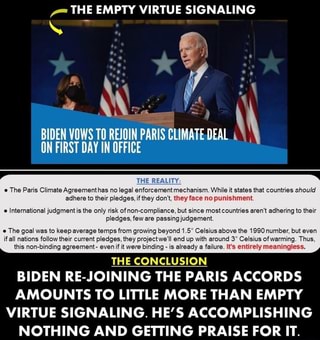 THE EMPTY VIRTUE SIGNALING
BIDEN VOWS TO REJOIN PARIS CLIMATE DEAL
ON FIRST DAY IN OFFICE
THE REALITY:
• The Paris Climate Agreement has no legal enforcement mechanism. While it states that countries should
adhere to their pledges, if they don't, they face no punishment.
• International judgment is the only risk of non-compliance, but since most countries aren't adhering to their
pledges, few are passing judgement.
• The goal was to keep average temps from growing beyond 1.5° Celsius above the 1990 number, but even
if all nations follow their current pledges, they project we'll end up with around 3° Celsius of warming. Thus,
this non-binding agreement - even if it were binding - is already a failure. It's entirely meaningless.
THE CONCLUSION
BIDEN RE-JOINING THE PARIS ACCORDS
AMOUNTS TO LITTLE MORE THAN EMPTY
VIRTUE SIGNALING. HE'S ACCOMPLISHING
NOTHING AND GETTING PRAISE FOR IT.